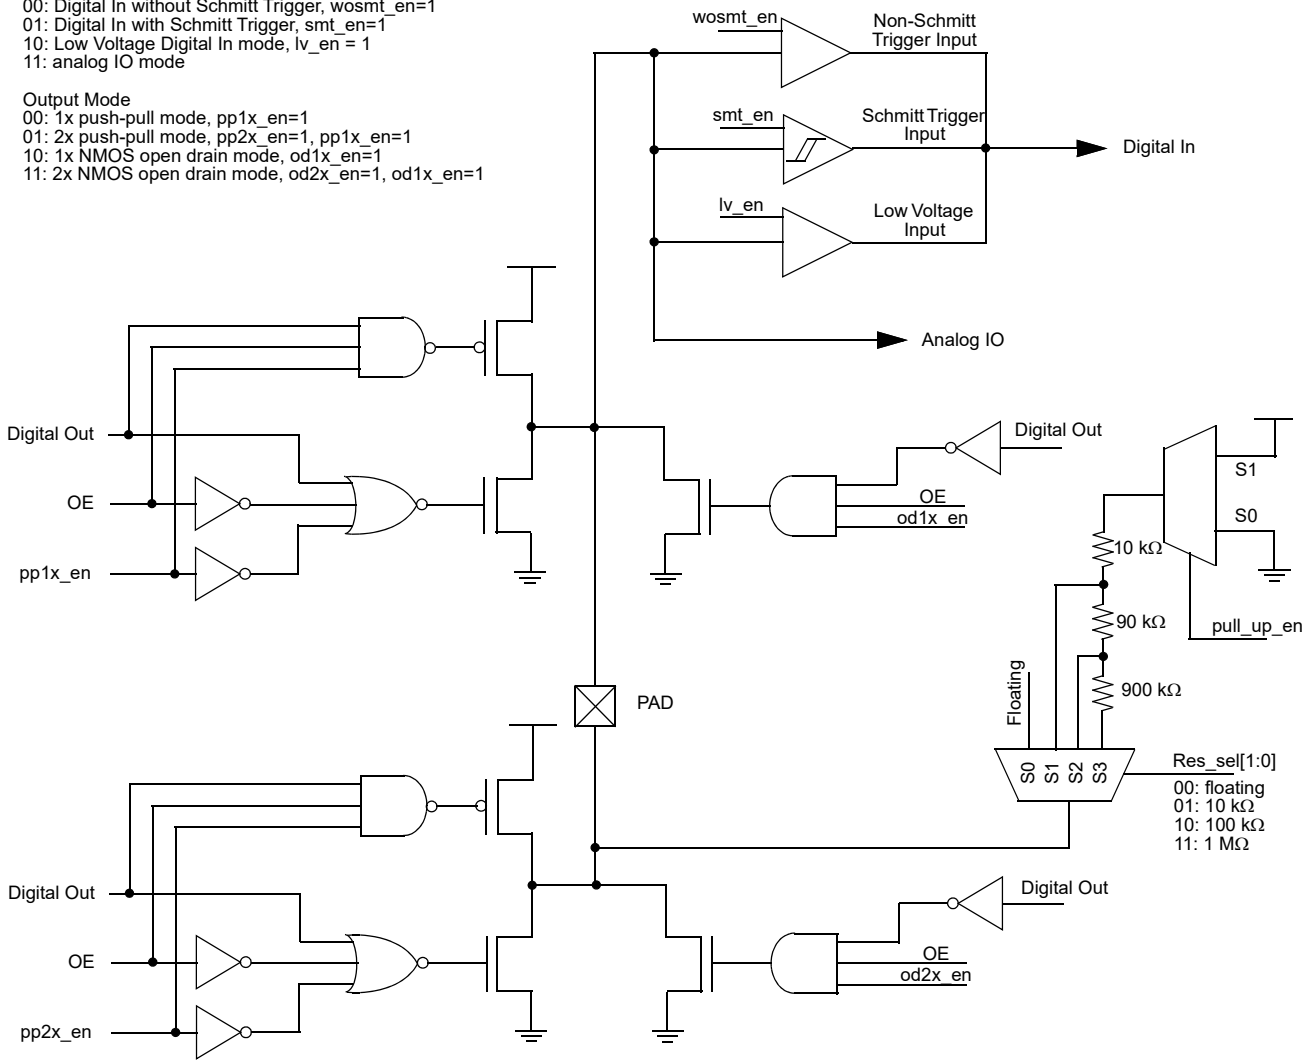 00: Digital In without Schmitt Trigger, wosmt_en=1
01: Digital In with Schmitt Trigger, smt_en=1
10: Low Voltage Digital In mode, lv_en = 1
11: analog IO mode
Output Mode
00: 1x push-pull mode, pp1x_en=1
01: 2x push-pull mode, pp2x_en=1, pp1x_en=1
10: 1x NMOS open drain mode, od1x_en=1
11: 2x NMOS open drain mode, od2x_en=1, od1x_en=1
wosmt_en
Non-Schmitt
Trigger Input
smt_en
Schmitt Trigger
Input
Digital In
lv_en
Low Voltage
Input
Analog IO
Digital Out
OE
pp1x_en
Digital Out
OE
od1x_en
S1
S0
10 kΩ
90 kΩ
pull_up_en
900 kΩ
Floating
PAD
S0
S1
S2
S3
Res_sel[1:0]
00: floating
01: 10 kΩ
10: 100 kΩ
11: 1 MΩ
Digital Out
OE
pp2x_en
Digital Out
OE
od2x_en